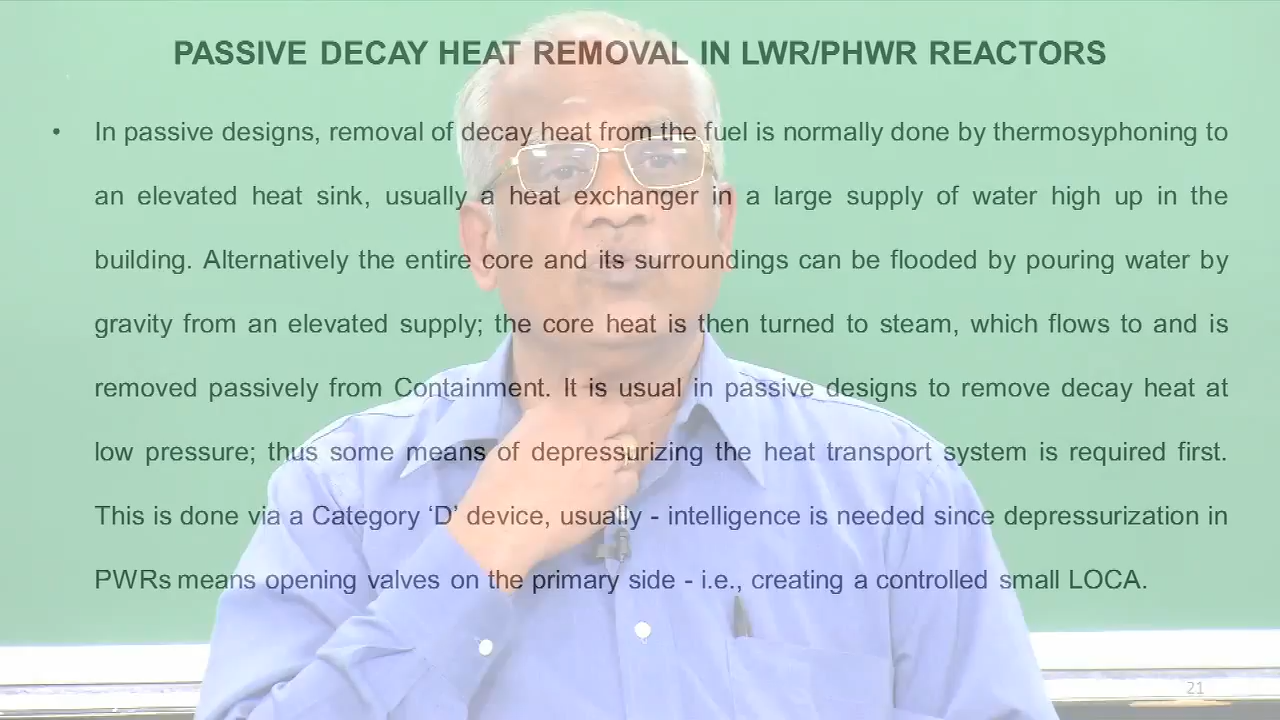 PASSIVE DECAY HEAT REMOVAL IN LWR/PHWR REACTORS
• In passive designs, removal of decay heat from the fuel is normally done by thermosyphoning to
an elevated heat sink, usually a heat exchanger in a large supply of water high up in the
building. Alternatively the entire core and its surroundings can be flooded by pouring water by
gravity from an elevated supply; the core heat is then turned to steam, which flows to and is
removed passively from Containment. It is usual in passive designs to remove decay heat at
low pressure; thus some means of depressurizing the heat transport system is required first.
This is done via a Category ‘D’ device, usually - intelligence is needed since depressurization in
PWRs means opening valves on the primary side - i.e., creating a controlled small LOCA.
21